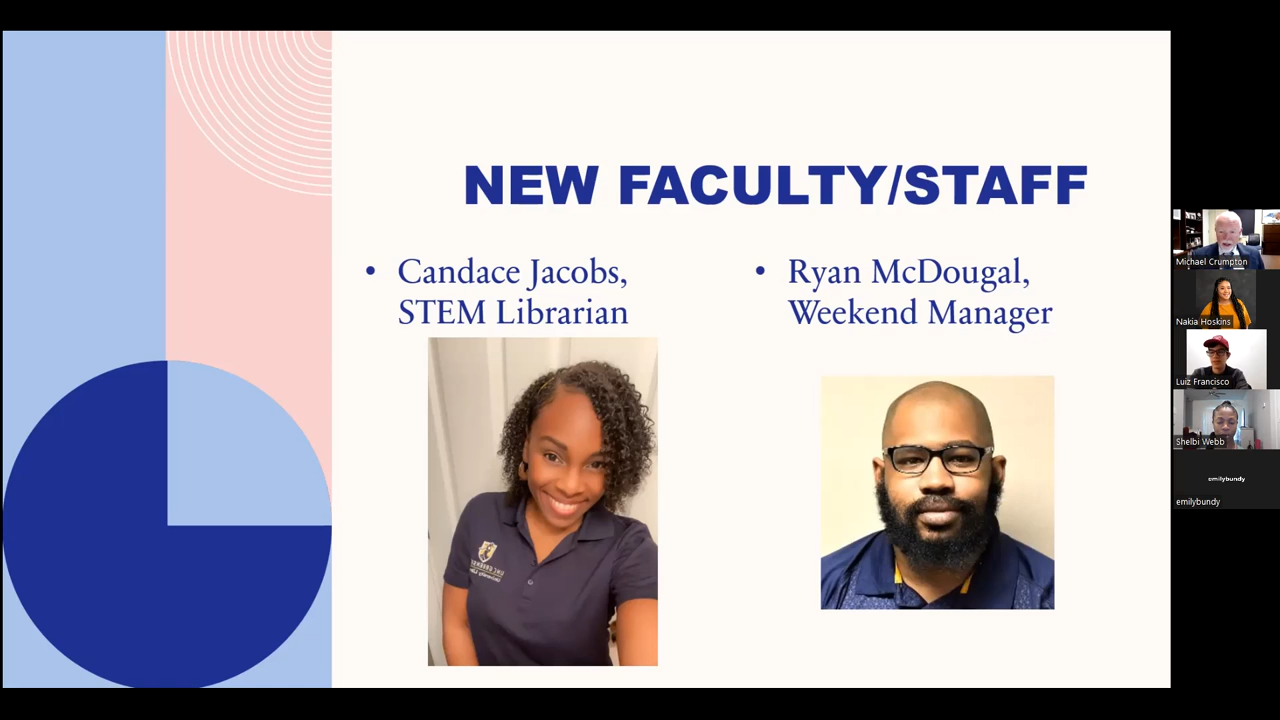 NEW FACULTY/STAFF
• Candace Jacobs,
STEM Librarian
• Ryan McDougal,
Weekend Manager
Michael Crumpton
Nakia Hoskins
Luiz Francisco
Shelbi Webb
emilybundy
emilybundy